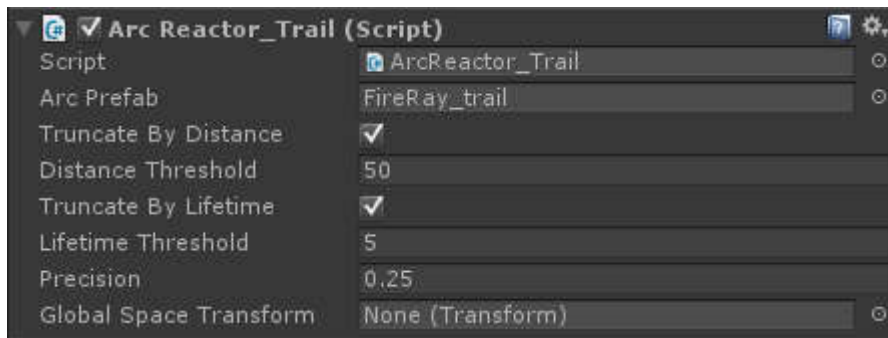 Arc Reactor_Trail (Script)
Script ArcReactor_Trail
Arc Prefab FireRay_trail
Truncate By Distance
Distance Threshold 50
Truncate By Lifetime
Lifetime Threshold 5
Precision 0.25
Global Space Transform None (Transform)